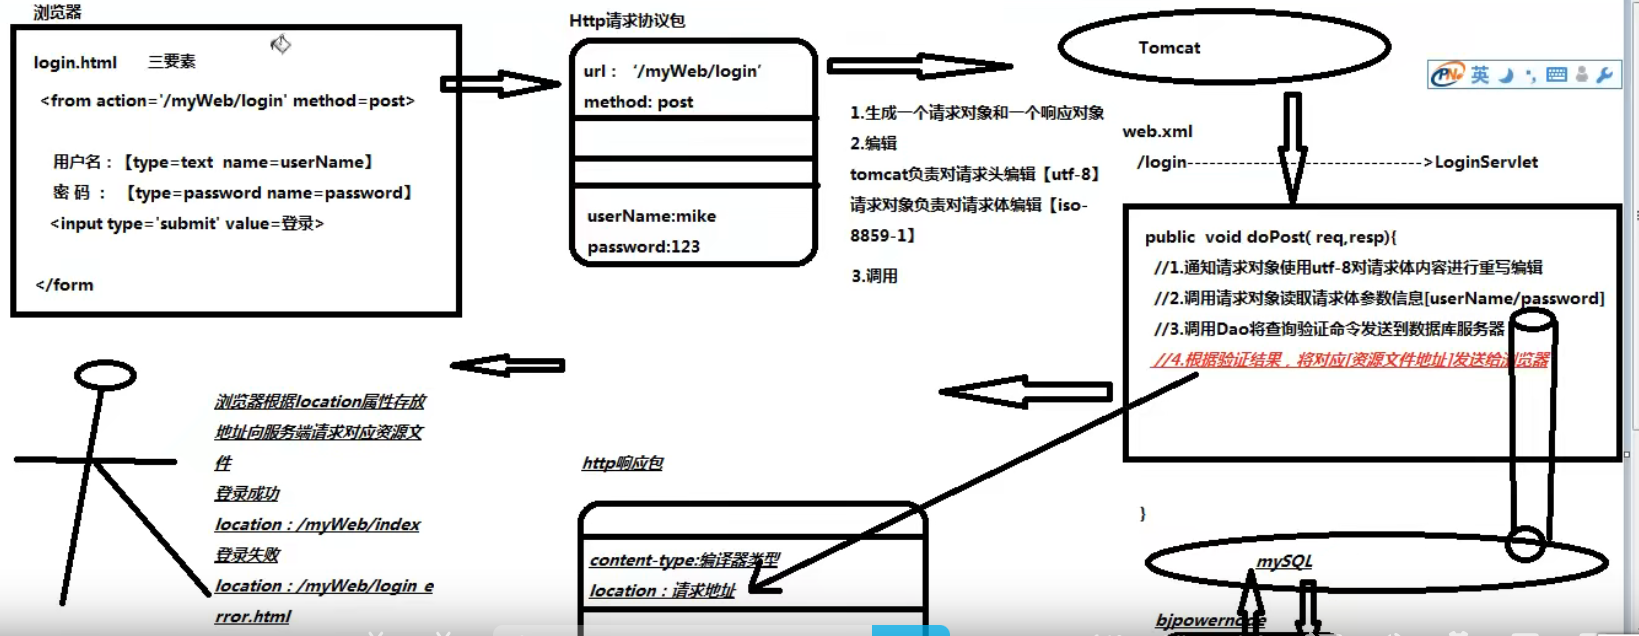 浏览器
login.html 三要素
<from action='/myWeb/login' method=post>
用户名：【type=text name=userName】
密 码 ： 【type=password name=password】
<input type='submit' value=登录>
</form
Http请求协议包
url： ‘/myWeb/login’
method: post
userName:mike
password:123
Tomcat
1.生成一个请求对象和一个响应对象
2.编辑
tomcat负责对请求头编辑【utf-8】
请求对象负责对请求体编辑【iso-
8859-1】
3.调用
英
web.xml
/login-------------------------------->LoginServlet
public void doPost( req,resp){
//1.通知请求对象使用utf-8对请求体内容进行重写编辑
//2.调用请求对象读取请求体参数信息[userName/password]
//3.调用Dao将查询验证命令发送到数据库服务器
//4.根据验证结果，将对应[资源文件地址]发送给浏览器
}
浏览器根据location属性存放
地址向服务端请求对应资源文
件
登录成功
location：/myWeb/index
登录失败
location：/myWeb/login_e
rror.html
http响应包
content-type:编译器类型
location：请求地址
mySQL
bjpowernode